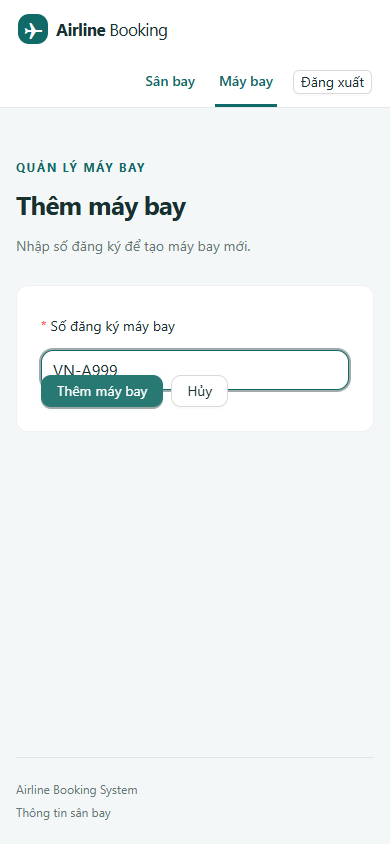 Airline Booking
Sân bay
Máy bay
Đăng xuất
QUẢN LÝ MÁY BAY
Thêm máy bay
Nhập số đăng ký để tạo máy bay mới.
* Số đăng ký máy bay
VN-A999
Thêm máy bay
Hủy
Airline Booking System
Thông tin sân bay